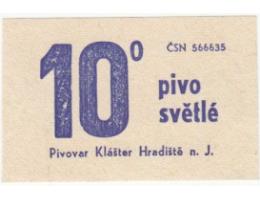 10°
ČSN 566635
pivo
světlé
Pivovar Klášter Hradiště n. J.